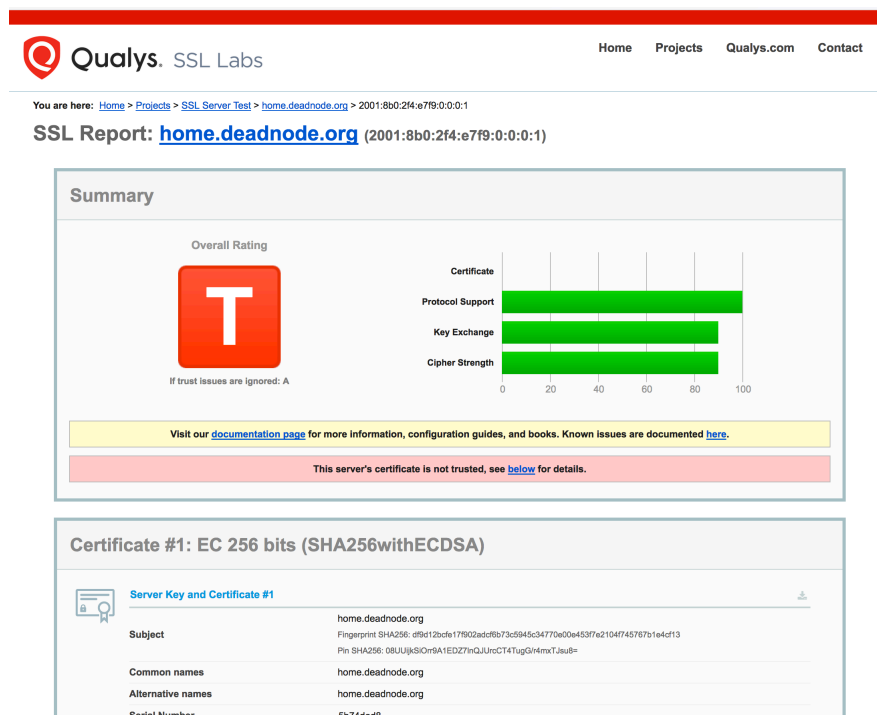 Qualys. SSL Labs
Home Projects Qualys.com Contact
You are here: Home > Projects > SSL Server Test > home.deadnode.org > 2001:8b0:2f4:e7f9:0:0:0:1
SSL Report: home.deadnode.org (2001:8b0:2f4:e7f9:0:0:0:1)
Summary
Overall Rating
T
If trust issues are ignored: A
Certificate
Protocol Support
Key Exchange
Cipher Strength
0 20 40 60 80 100
Visit our documentation page for more information, configuration guides, and books. Known issues are documented here.
This server's certificate is not trusted, see below for details.
Certificate #1: EC 256 bits (SHA256withECDSA)
Server Key and Certificate #1
Subject
home.deadnode.org
Fingerprint SHA256: df9d12bcfe17f902adcf6b73c5945c34770e00e453f7e2104f745767b1e4cf13
Pin SHA256: 08UUijkSiOrr9A1EDZ7InQJUrcCT4TugG/r4mxTJsu8=
Common names home.deadnode.org
Alternative names home.deadnode.org
Serial Number